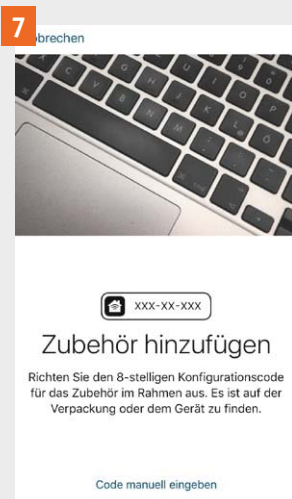 7
bbrechen
XXX-XX-XXX
Zubehör hinzufügen
Richten Sie den 8-stelligen Konfigurationscode
für das Zubehör im Rahmen aus. Es ist auf der
Verpackung oder dem Gerät zu finden.
Code manuell eingeben